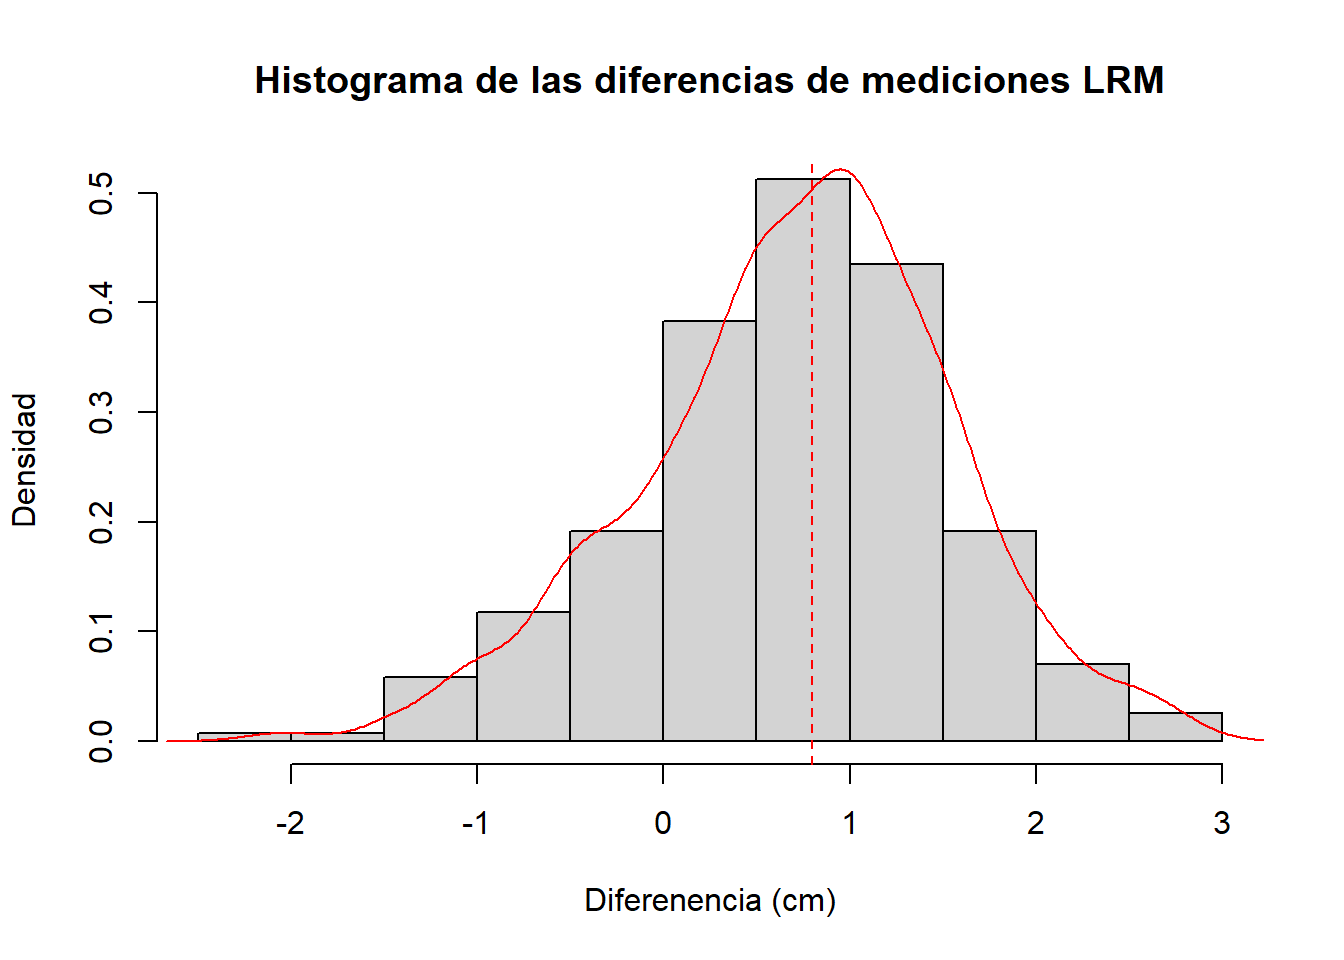 Histograma de las diferencias de mediciones LRM
Densidad
0.5
0.4
0.3
0.2
0.1
0.0
-2 -1 0 1 2 3
Diferenencia (cm)